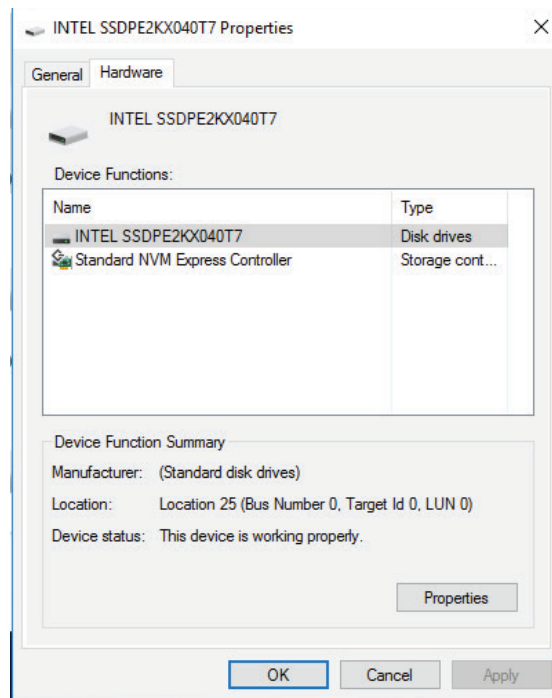 INTEL SSDPE2KX040T7 Properties
General Hardware
INTEL SSDPE2KX040T7
Device Functions:
Name Type
INTEL SSDPE2KX040T7 Disk drives
Standard NVM Express Controller Storage cont...
Device Function Summary
Manufacturer: (Standard disk drives)
Location: Location 25 (Bus Number 0, Target Id 0, LUN 0)
Device status: This device is working properly.
Properties
OK Cancel Apply